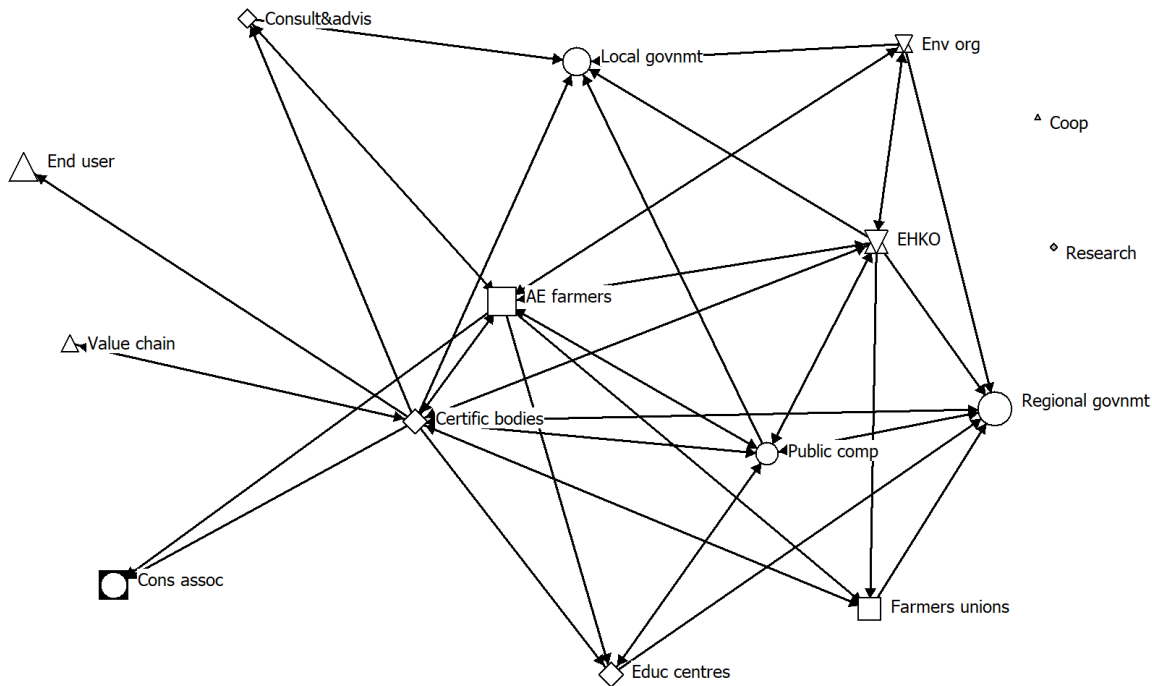 Consult&advis
Local govnmt
Env org
Coop
End user
EHKO
Research
AE farmers
Value chain
Regional govnmt
Certific bodies
Public comp
Cons assoc
Farmers unions
Educ centres